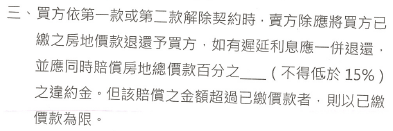 三、買方依第一款或第二款解除契約時，賣方除應將買方已
繳之房地價款退還予買方，如有遲延利息應一併退還，
並應同時賠償房地總價款百分之____（不得低於 15%）
之違約金。但該賠償之金額超過已繳價款者，則以已繳
價款為限。